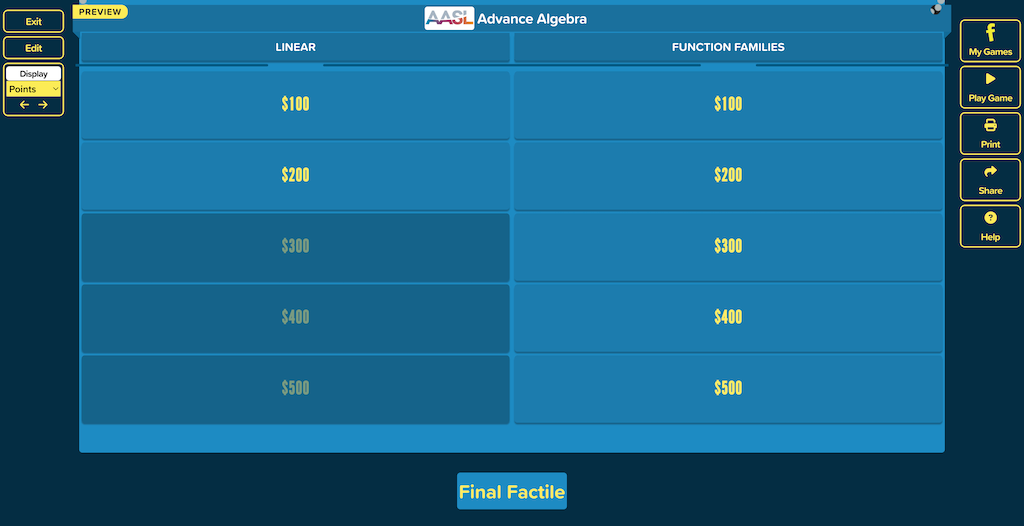 PREVIEW
AASL Advance Algebra
Exit
Edit
Display
Points
LINEAR
FUNCTION FAMILIES
$100
$100
$200
$200
$300
$300
$400
$400
$500
$500
Final Factile
My Games
Play Game
Print
Share
Help